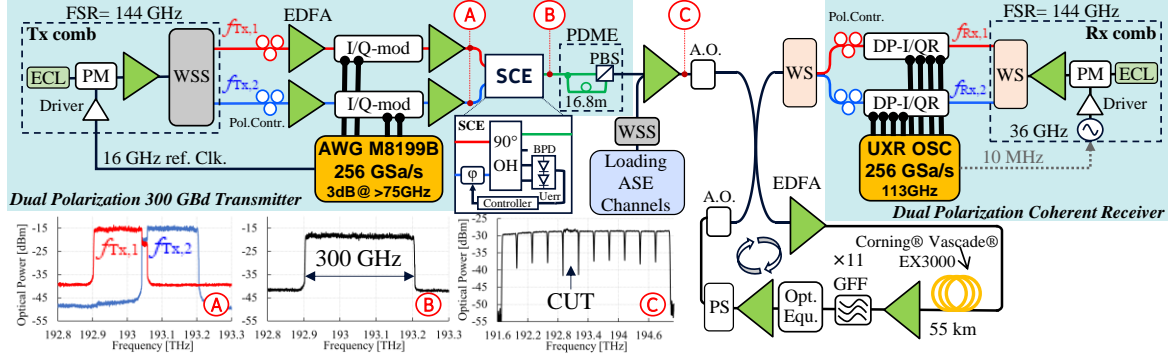 FSR= 144 GHz
Tx comb
ECL
PM
Driver
WSS
fTx,1
fTx,2
Pol.Contr.
EDFA
I/Q-mod
I/Q-mod
16 GHz ref. Clk.
AWG M8199B
256 GSa/s
3dB@ >75GHz
Dual Polarization 300 GBd Transmitter
A
SCE
B
PDME
PBS
16.8m
SCE
90°
OH
BPD
φ
Uerr
Controller
C
WSS
Loading
ASE
Channels
A.O.
WS
Pol.Contr.
DP-I/QR
DP-I/QR
fRx,1
fRx,2
WS
FSR= 144 GHz
Rx comb
PM
ECL
Driver
36 GHz
10 MHz
UXR OSC
256 GSa/s
113GHz
Dual Polarization Coherent Receiver
A.O.
EDFA
Corning® Vascade®
EX3000
55 km
×11
GFF
Opt.
Equ.
PS
Optical Power [dBm]
-15
-25
-35
-45
-55
fTx,1
fTx,2
A
192.8 192.9 193 193.1 193.2 193.3
Frequency [THz]
-15
-25
-35
-45
-55
300 GHz
B
192.8 192.9 193 193.1 193.2 193.3
Frequency [THz]
Optical Power [dBm]
-25
-30
-35
-40
-45
-50
-55
CUT
C
191.6 192.2 192.8 193.4 194 194.6
Frequency [THz]